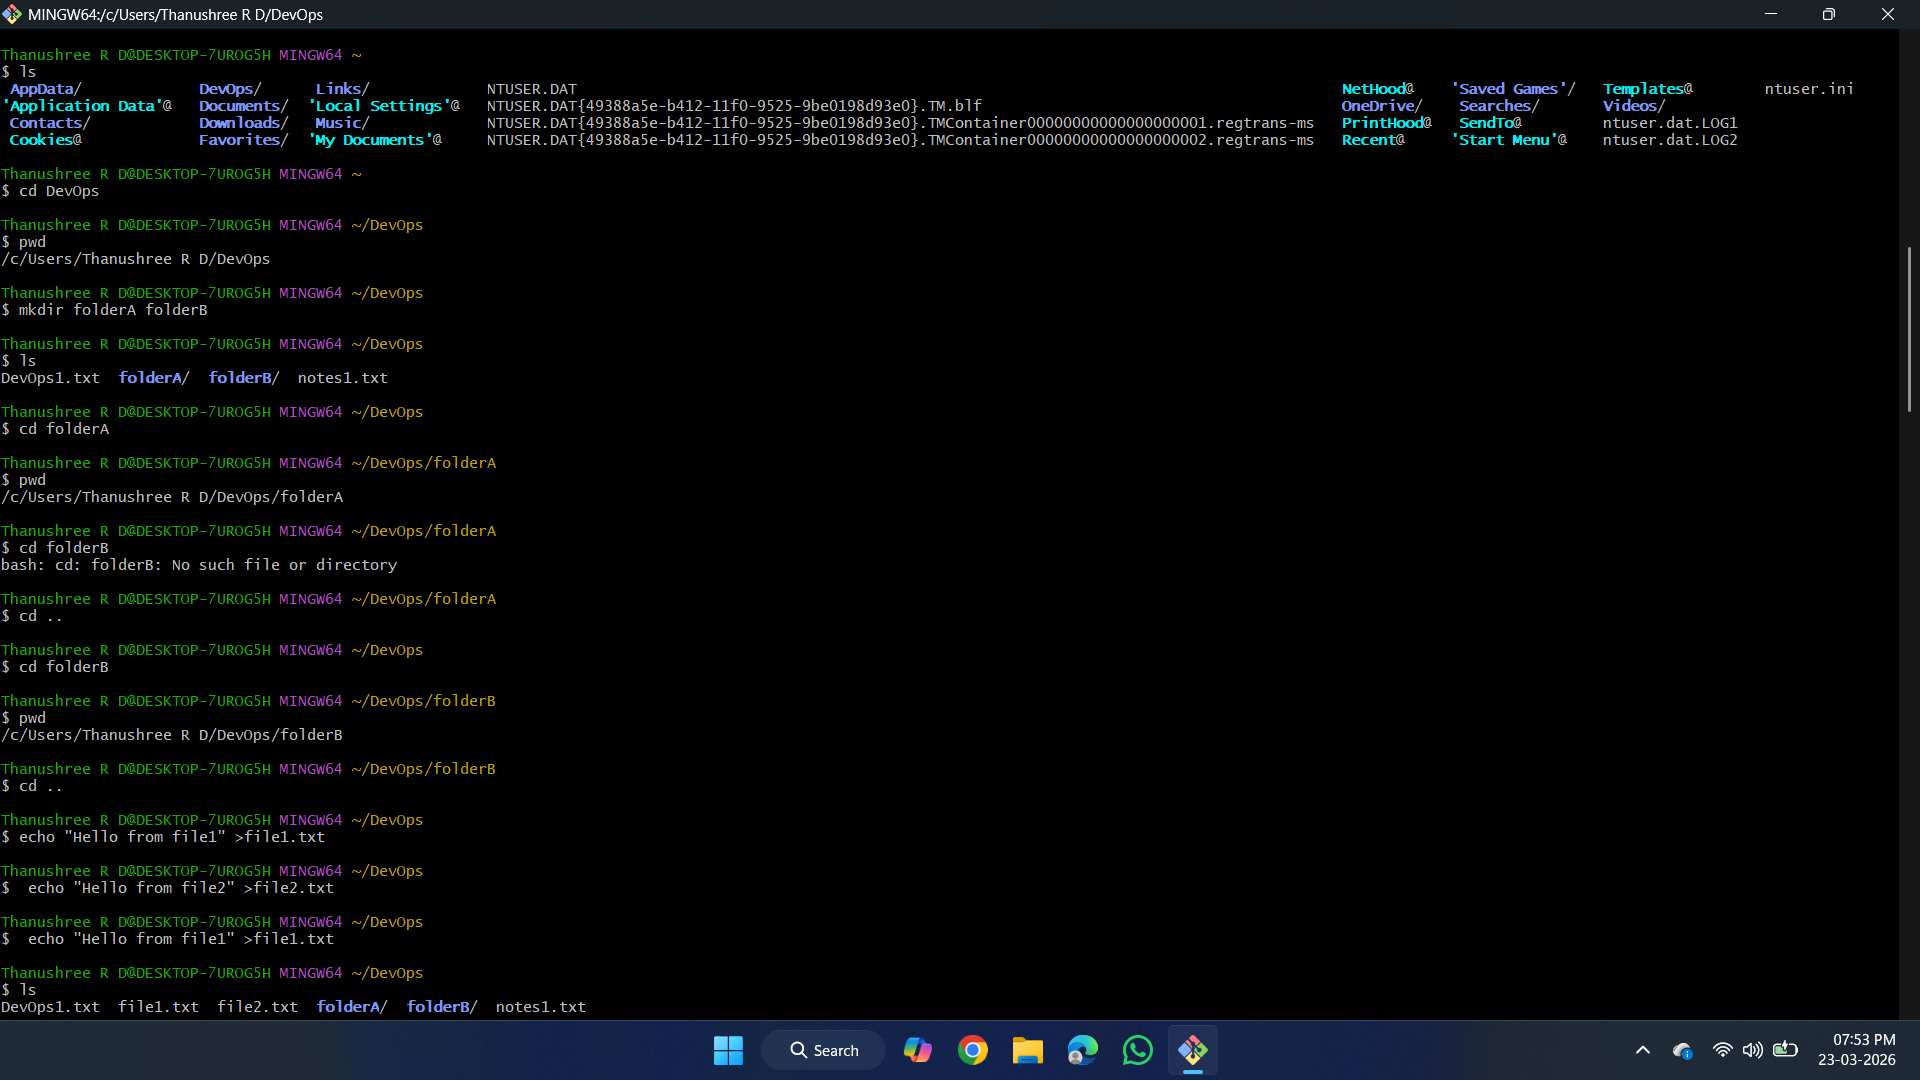 MINGW64:/c/Users/Thanushree R D/DevOps
Thanushree R D@DESKTOP-7UROG5H MINGW64 ~
$ ls
AppData/ DevOps/ Links/ NTUSER.DAT NetHood@ 'Saved Games'/ Templates@ ntuser.ini
'Application Data'@ Documents/ 'Local Settings'@ NTUSER.DAT{49388a5e-b412-11f0-9525-9be0198d93e0}.TM.blf OneDrive/ Searches/ Videos/
Contacts/ Downloads/ Music/ NTUSER.DAT{49388a5e-b412-11f0-9525-9be0198d93e0}.TMContainer00000000000000000001.regtrans-ms PrintHood@ SendTo@ ntuser.dat.LOG1
Cookies@ Favorites/ 'My Documents'@ NTUSER.DAT{49388a5e-b412-11f0-9525-9be0198d93e0}.TMContainer00000000000000000002.regtrans-ms Recent@ 'Start Menu'@ ntuser.dat.LOG2
Thanushree R D@DESKTOP-7UROG5H MINGW64 ~
$ cd DevOps
Thanushree R D@DESKTOP-7UROG5H MINGW64 ~/DevOps
$ pwd
/c/Users/Thanushree R D/DevOps
Thanushree R D@DESKTOP-7UROG5H MINGW64 ~/DevOps
$ mkdir folderA folderB
Thanushree R D@DESKTOP-7UROG5H MINGW64 ~/DevOps
$ ls
DevOps1.txt folderA/ folderB/ notes1.txt
Thanushree R D@DESKTOP-7UROG5H MINGW64 ~/DevOps
$ cd folderA
Thanushree R D@DESKTOP-7UROG5H MINGW64 ~/DevOps/folderA
$ pwd
/c/Users/Thanushree R D/DevOps/folderA
Thanushree R D@DESKTOP-7UROG5H MINGW64 ~/DevOps/folderA
$ cd folderB
bash: cd: folderB: No such file or directory
Thanushree R D@DESKTOP-7UROG5H MINGW64 ~/DevOps/folderA
$ cd ..
Thanushree R D@DESKTOP-7UROG5H MINGW64 ~/DevOps
$ cd folderB
Thanushree R D@DESKTOP-7UROG5H MINGW64 ~/DevOps/folderB
$ pwd
/c/Users/Thanushree R D/DevOps/folderB
Thanushree R D@DESKTOP-7UROG5H MINGW64 ~/DevOps/folderB
$ cd ..
Thanushree R D@DESKTOP-7UROG5H MINGW64 ~/DevOps
$ echo "Hello from file1" >file1.txt
Thanushree R D@DESKTOP-7UROG5H MINGW64 ~/DevOps
$  echo "Hello from file2" >file2.txt
Thanushree R D@DESKTOP-7UROG5H MINGW64 ~/DevOps
$  echo "Hello from file1" >file1.txt
Thanushree R D@DESKTOP-7UROG5H MINGW64 ~/DevOps
$ ls
DevOps1.txt file1.txt file2.txt folderA/ folderB/ notes1.txt
Search
07:53 PM
23-03-2026